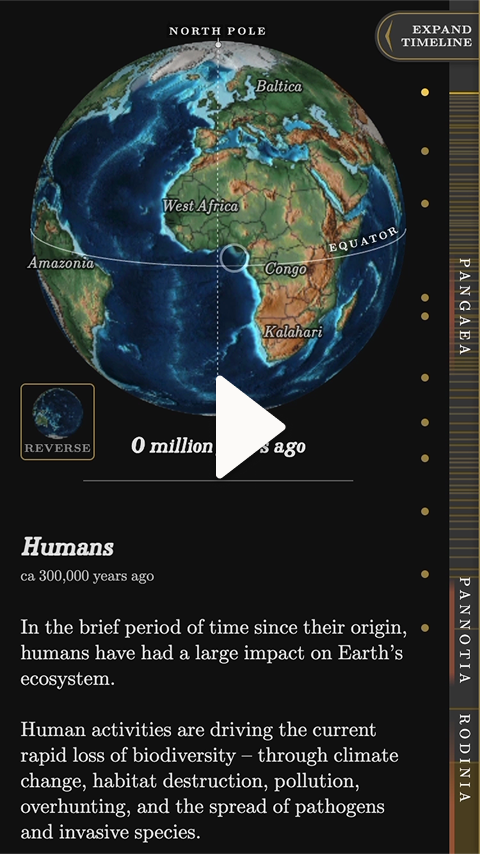 NORTH POLE
EXPAND
TIMELINE
Baltica
West Africa
EQUATOR
Amazonia
Congo
Kalahari
PANGAEA
REVERSE
0 million ago
Humans
ca 300,000 years ago
In the brief period of time since their origin,
humans have had a large impact on Earth's
ecosystem.
Human activities are driving the current
rapid loss of biodiversity – through climate
change, habitat destruction, pollution,
overhunting, and the spread of pathogens
and invasive species.
PANNOTIA
RODINIA